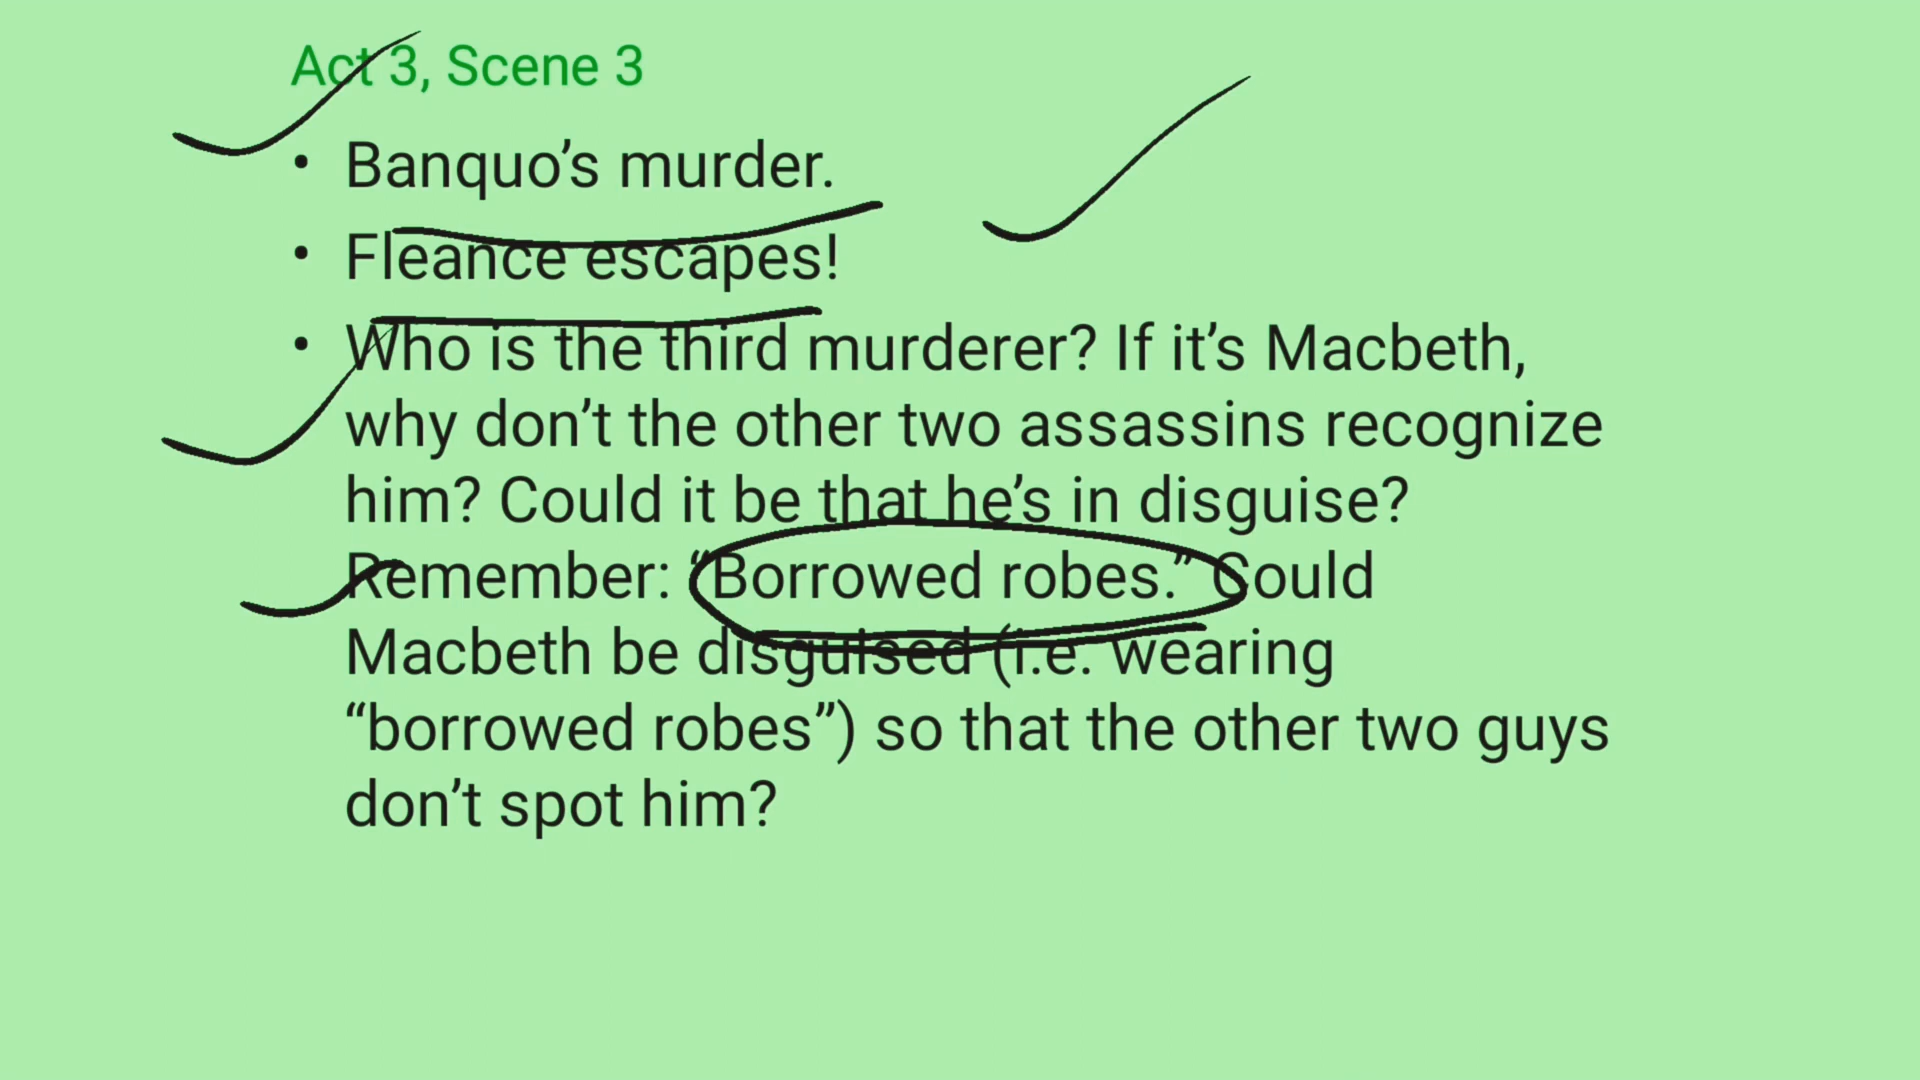 Act 3, Scene 3
• Banquo’s murder.
• Fleance escapes!
• Who is the third murderer? If it’s Macbeth,
why don’t the other two assassins recognize
him? Could it be that he’s in disguise?
Remember: “Borrowed robes.” Could
Macbeth be disguised (i.e. wearing
“borrowed robes”) so that the other two guys
don’t spot him?